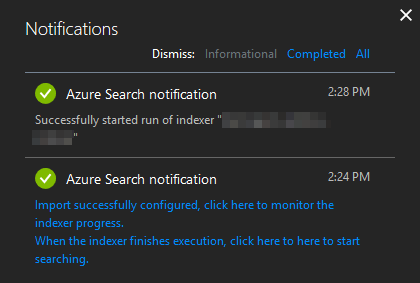 Notifications
Dismiss: Informational Completed All
Azure Search notification 2:28 PM
Successfully started run of indexer "
"
Azure Search notification 2:24 PM
Import successfully configured, click here to monitor the
indexer progress.
When the indexer finishes execution, click here to here to start
searching.